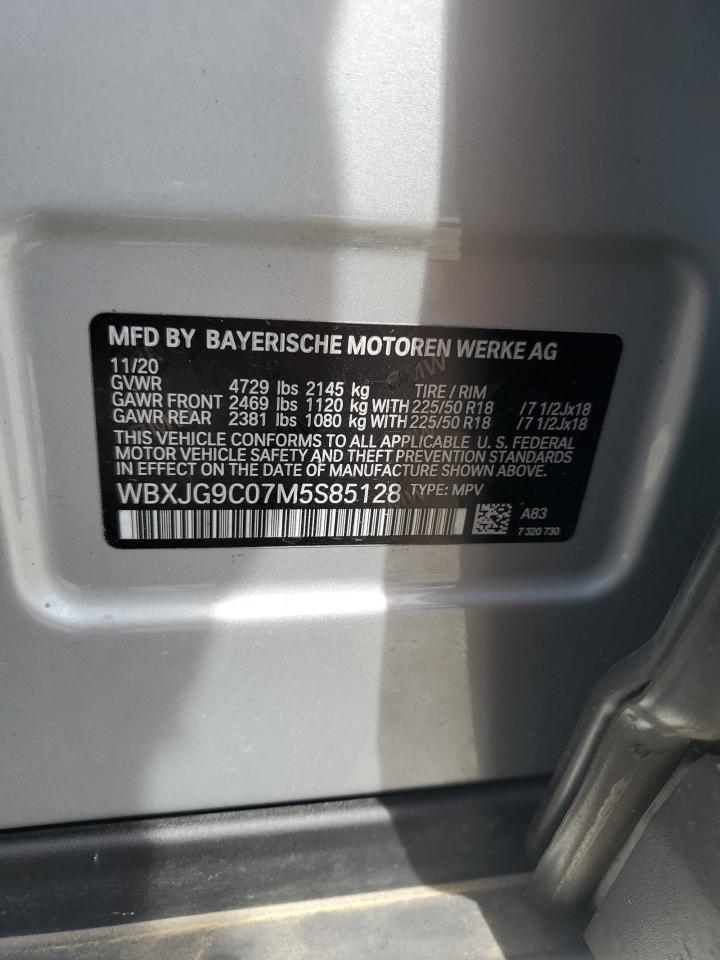 MFD BY BAYERISCHE MOTOREN WERKE AG
11/20
GVWR 4729 lbs 2145 kg TIRE / RIM
GAWR FRONT 2469 lbs 1120 kg WITH 225/50 R18 /7 1/2Jx18
GAWR REAR 2381 lbs 1080 kg WITH 225/50 R18 /7 1/2Jx18
THIS VEHICLE CONFORMS TO ALL APPLICABLE U. S. FEDERAL
MOTOR VEHICLE SAFETY AND THEFT PREVENTION STANDARDS
IN EFFECT ON THE DATE OF MANUFACTURE SHOWN ABOVE.
WBXJG9C07M5S85128 TYPE: MPV
A83
7 320 730